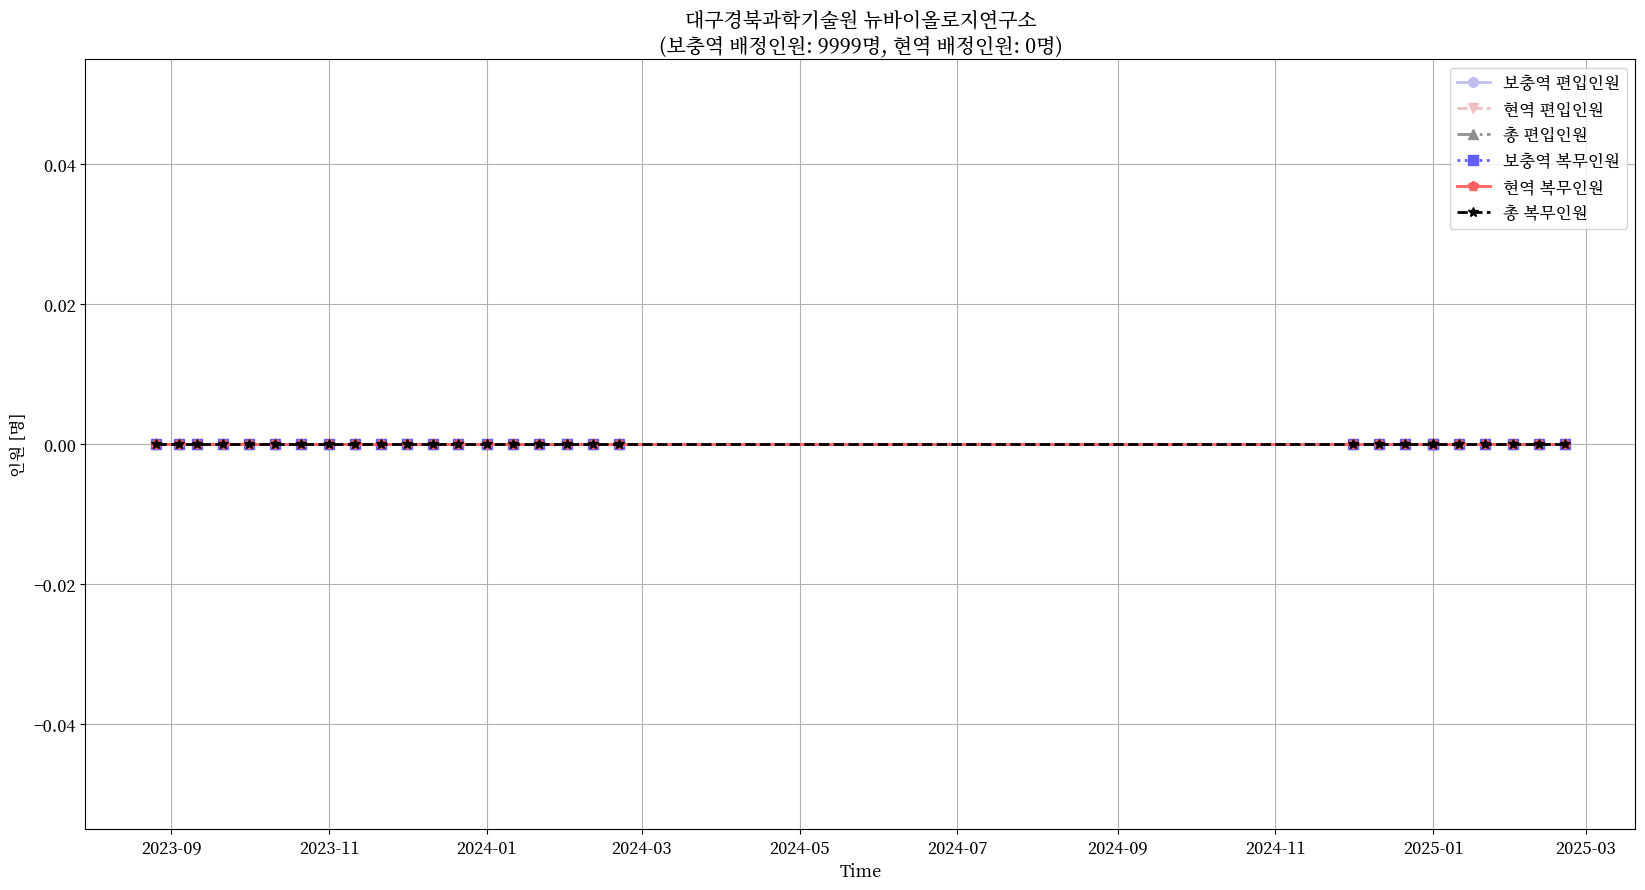 대구경북과학기술원 뉴바이올로지연구소
(보충역 배정인원: 9999명, 현역 배정인원: 0명)
보충역 편입인원
현역 편입인원
총 편입인원
보충역 복무인원
현역 복무인원
총 복무인원
인원 [명]
0.04
0.02
0.00
−0.02
−0.04
2023-09 2023-11 2024-01 2024-03 2024-05 2024-07 2024-09 2024-11 2025-01 2025-03
Time